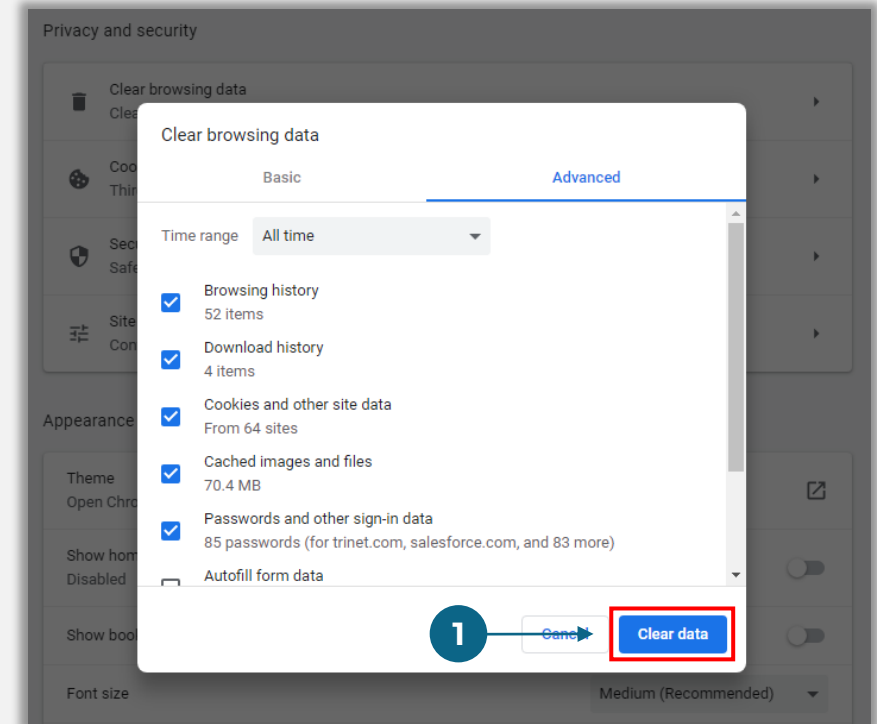 Privacy and security
Clear browsing data
Clea
Clear browsing data
Basic
Advanced
Coo
Thir
Time range
All time
Secu
Safe
Browsing history
52 items
Site
Con
Download history
4 items
Cookies and other site data
From 64 sites
Appearance
Cached images and files
70.4 MB
Theme
Open Chro
Passwords and other sign-in data
85 passwords (for trinet.com, salesforce.com, and 83 more)
Show hom
Disabled
Autofill form data
1
Cancel
Clear data
Show bool
Font size
Medium (Recommended)